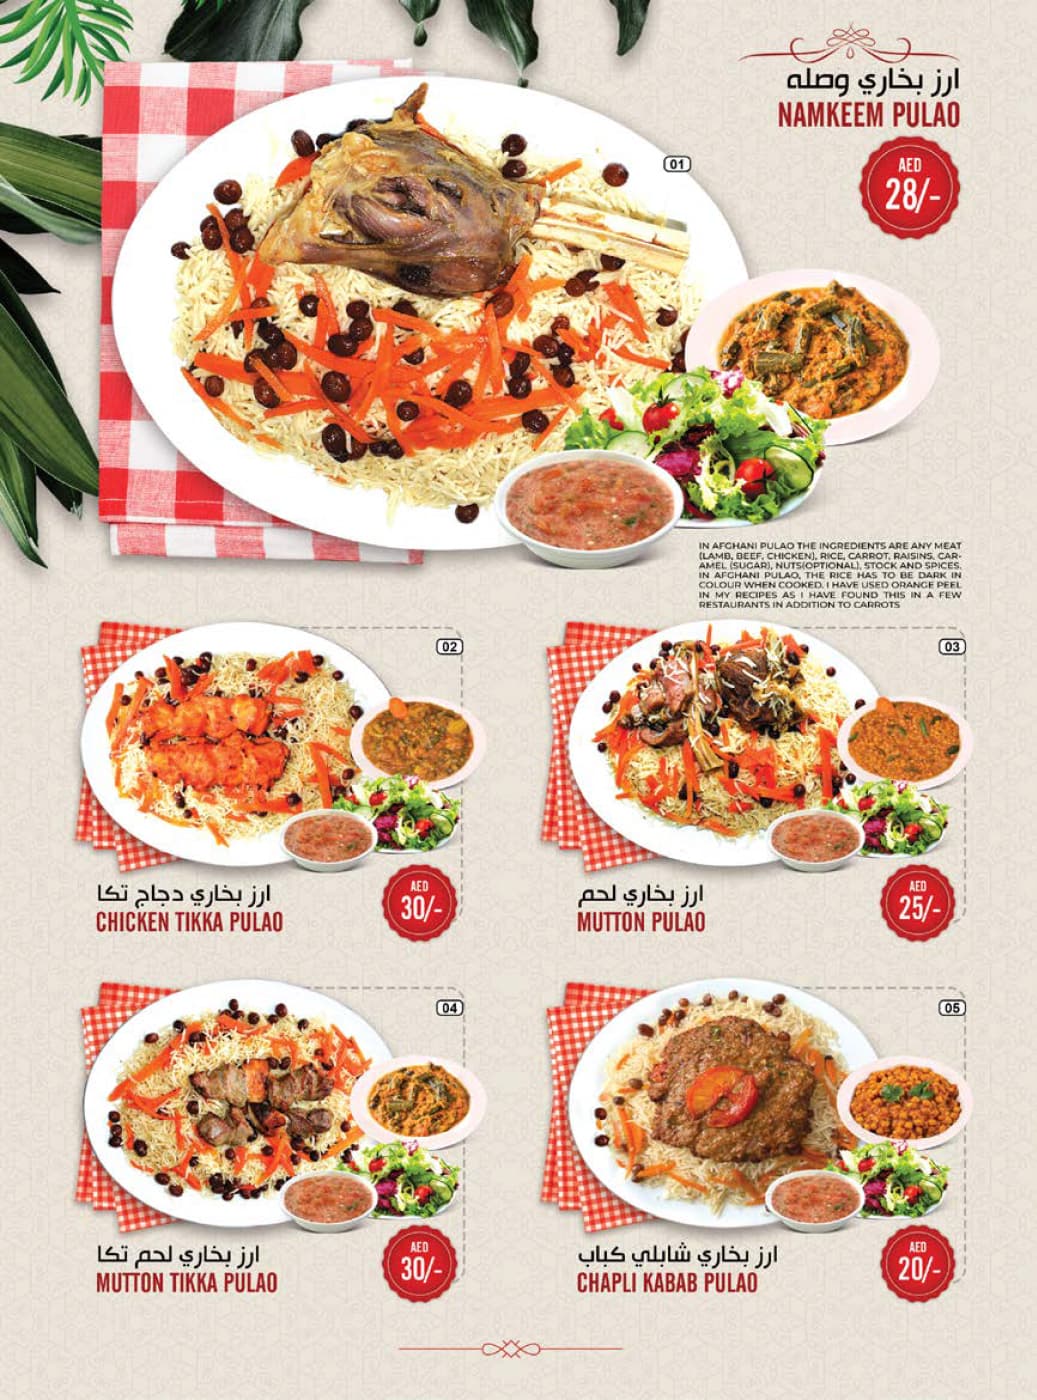 ارز بخاري وصله
NAMKEEM PULAO
01
AED
28/-
IN AFGHANI PULAO THE INGREDIENTS ARE ANY MEAT
(LAMB, BEEF, CHICKEN), RICE, CARROT, RAISINS, CAR-
AMEL (SUGAR), NUTS(OPTIONAL), STOCK AND SPICES.
IN AFGHANI PULAO, THE RICE HAS TO BE DARK IN
COLOUR WHEN COOKED. I HAVE USED ORANGE PEEL
IN MY RECIPES AS I HAVE FOUND THIS IN A FEW
RESTAURANTS IN ADDITION TO CARROTS
02
ارز بخاري دجاج تكا
CHICKEN TIKKA PULAO
AED
30/-
03
ارز بخاري لحم
MUTTON PULAO
AED
25/-
04
ارز بخاري لحم تكا
MUTTON TIKKA PULAO
AED
30/-
05
ارز بخاري شابلي كباب
CHAPLI KABAB PULAO
AED
20/-